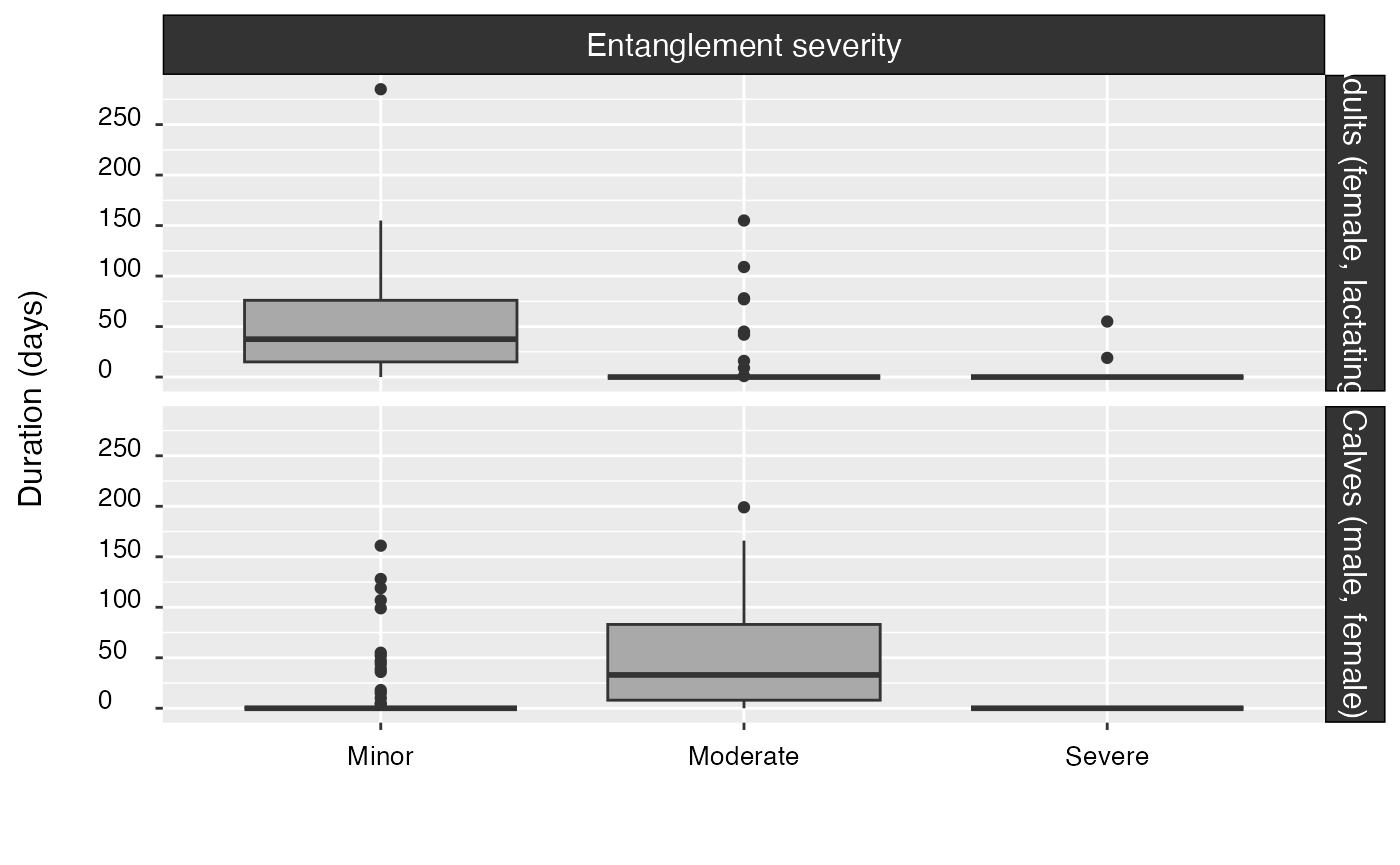 Entanglement severity
Duration (days)
250
200
150
100
50
0
dults (female, lactating
250
200
150
100
50
0
Calves (male, female)
Minor
Moderate
Severe